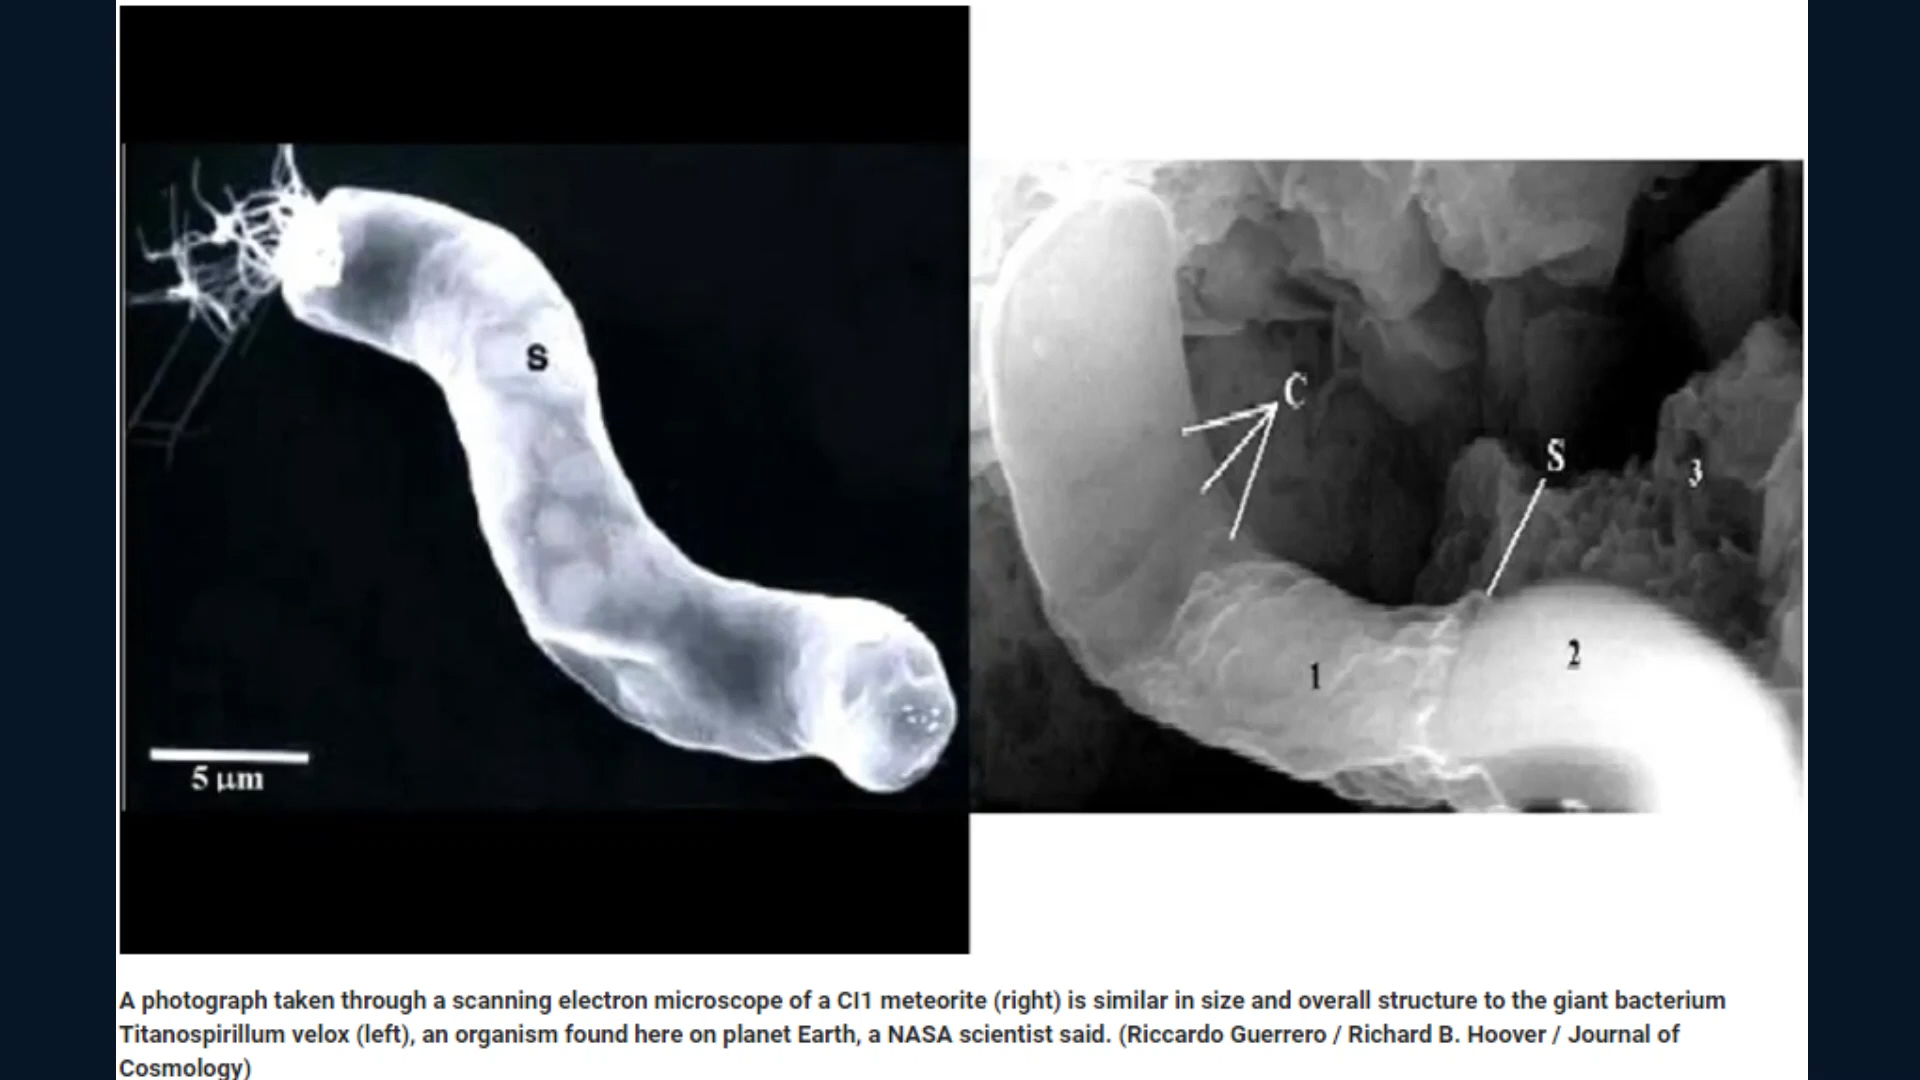 S
5 µm
C
S
3
2
1
A photograph taken through a scanning electron microscope of a CI1 meteorite (right) is similar in size and overall structure to the giant bacterium
Titanospirillum velox (left), an organism found here on planet Earth, a NASA scientist said. (Riccardo Guerrero / Richard B. Hoover / Journal of
Cosmology)